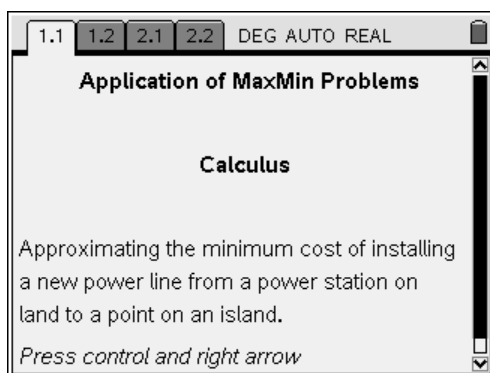 1.1 1.2 2.1 2.2 DEG AUTO REAL
Application of MaxMin Problems
Calculus
Approximating the minimum cost of installing
a new power line from a power station on
land to a point on an island.
Press control and right arrow